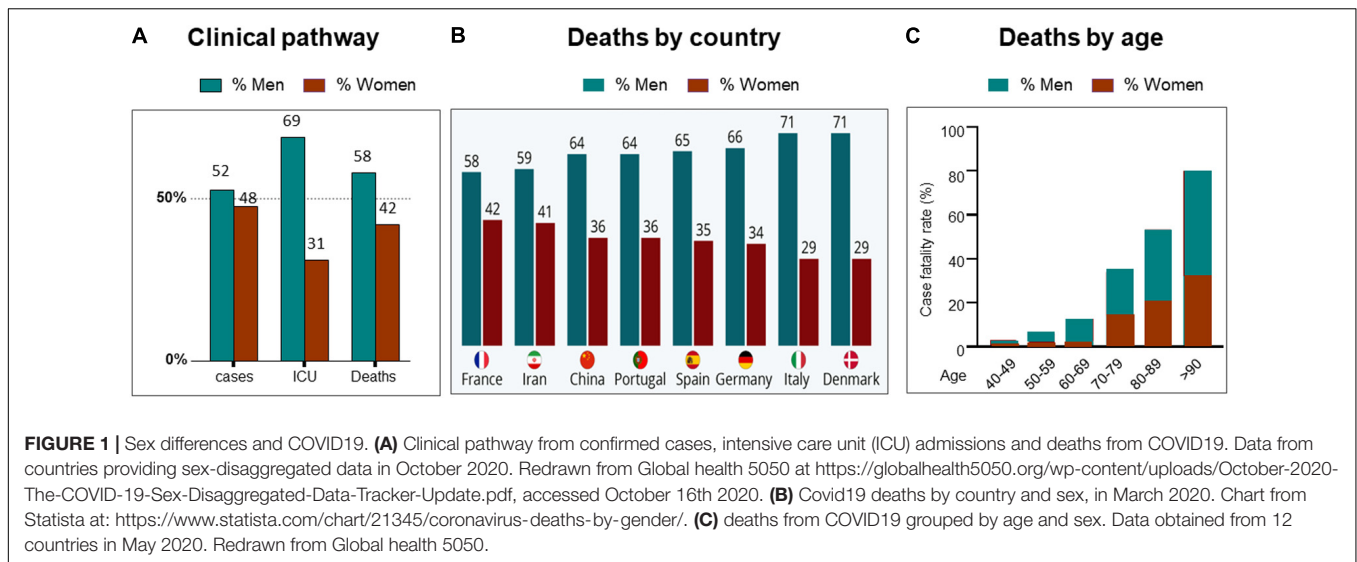 A Clinical pathway
% Men % Women
69
58
52
50%
48
42
31
0%
cases ICU Deaths
B Deaths by country
% Men % Women
58 59 64 64 65 66 71 71
42 41 36 36 35 34 29 29
France Iran China Portugal Spain Germany Italy Denmark
C Deaths by age
% Men % Women
Case fatality rate (%)
100
80
60
40
20
0
Age 40-49 50-59 60-69 70-79 80-89 >90
FIGURE 1 | Sex differences and COVID19. (A) Clinical pathway from confirmed cases, intensive care unit (ICU) admissions and deaths from COVID19. Data from
countries providing sex-disaggregated data in October 2020. Redrawn from Global health 5050 at https://globalhealth5050.org/wp-content/uploads/October-2020-
The-COVID-19-Sex-Disaggregated-Data-Tracker-Update.pdf, accessed October 16th 2020. (B) Covid19 deaths by country and sex, in March 2020. Chart from
Statista at: https://www.statista.com/chart/21345/coronavirus-deaths-by-gender/. (C) deaths from COVID19 grouped by age and sex. Data obtained from 12
countries in May 2020. Redrawn from Global health 5050.